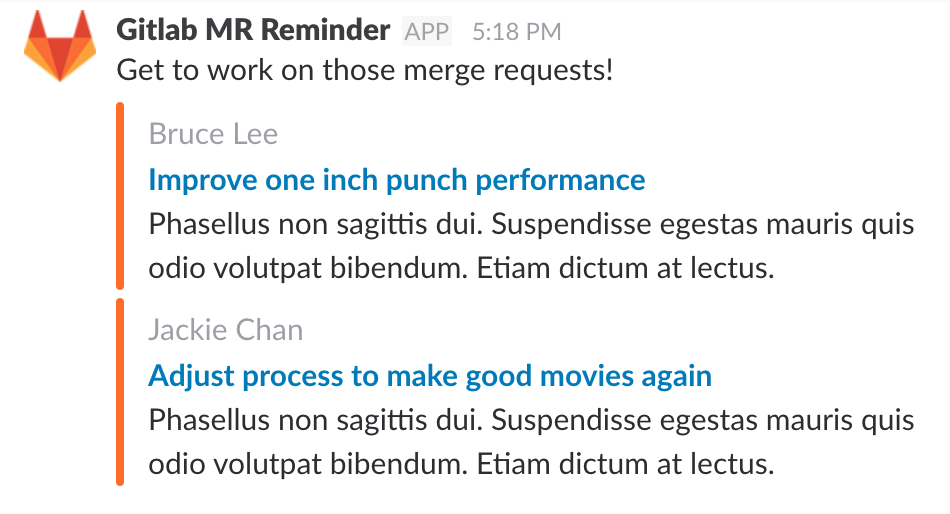 Gitlab MR Reminder APP 5:18 PM
Get to work on those merge requests!
Bruce Lee
Improve one inch punch performance
Phasellus non sagittis dui. Suspendisse egestas mauris quis
odio volutpat bibendum. Etiam dictum at lectus.
Jackie Chan
Adjust process to make good movies again
Phasellus non sagittis dui. Suspendisse egestas mauris quis
odio volutpat bibendum. Etiam dictum at lectus.